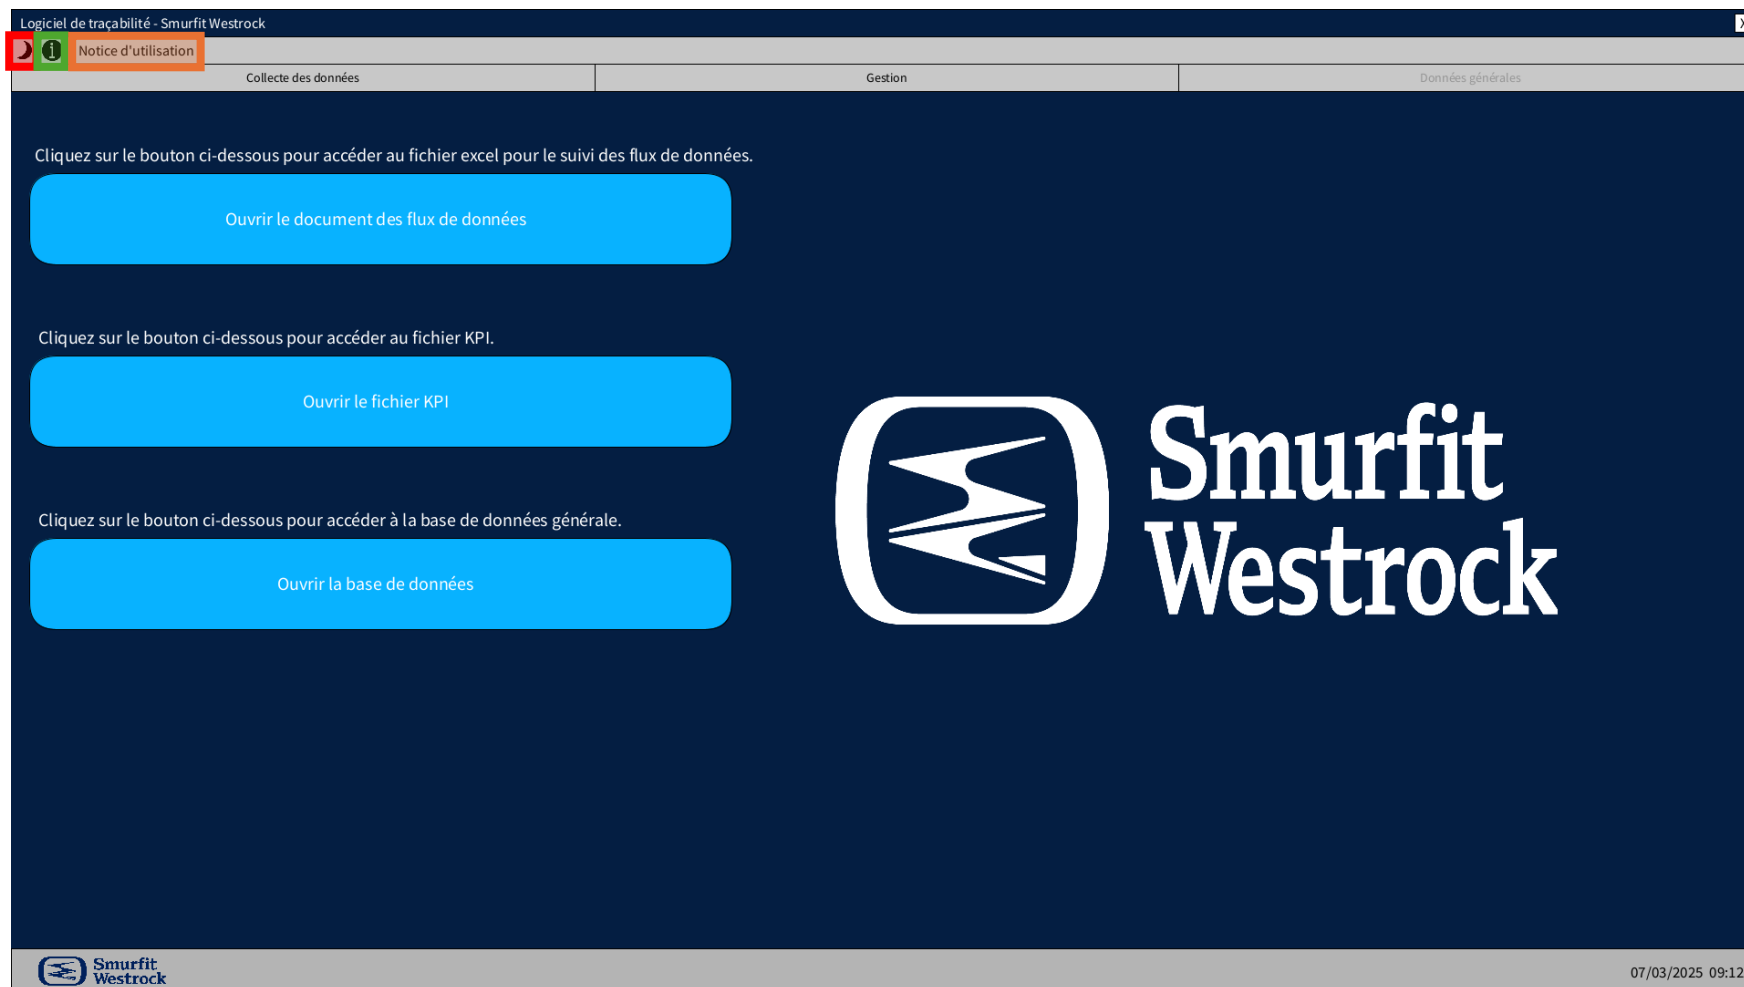 Logiciel de traçabilité - Smurfit Westrock
Notice d'utilisation
Collecte des données
Gestion
Données générales
Cliquez sur le bouton ci-dessous pour accéder au fichier excel pour le suivi des flux de données.
Ouvrir le document des flux de données
Cliquez sur le bouton ci-dessous pour accéder au fichier KPI.
Ouvrir le fichier KPI
Cliquez sur le bouton ci-dessous pour accéder à la base de données générale.
Ouvrir la base de données
Smurfit
Westrock
Smurfit
Westrock
07/03/2025 09:12